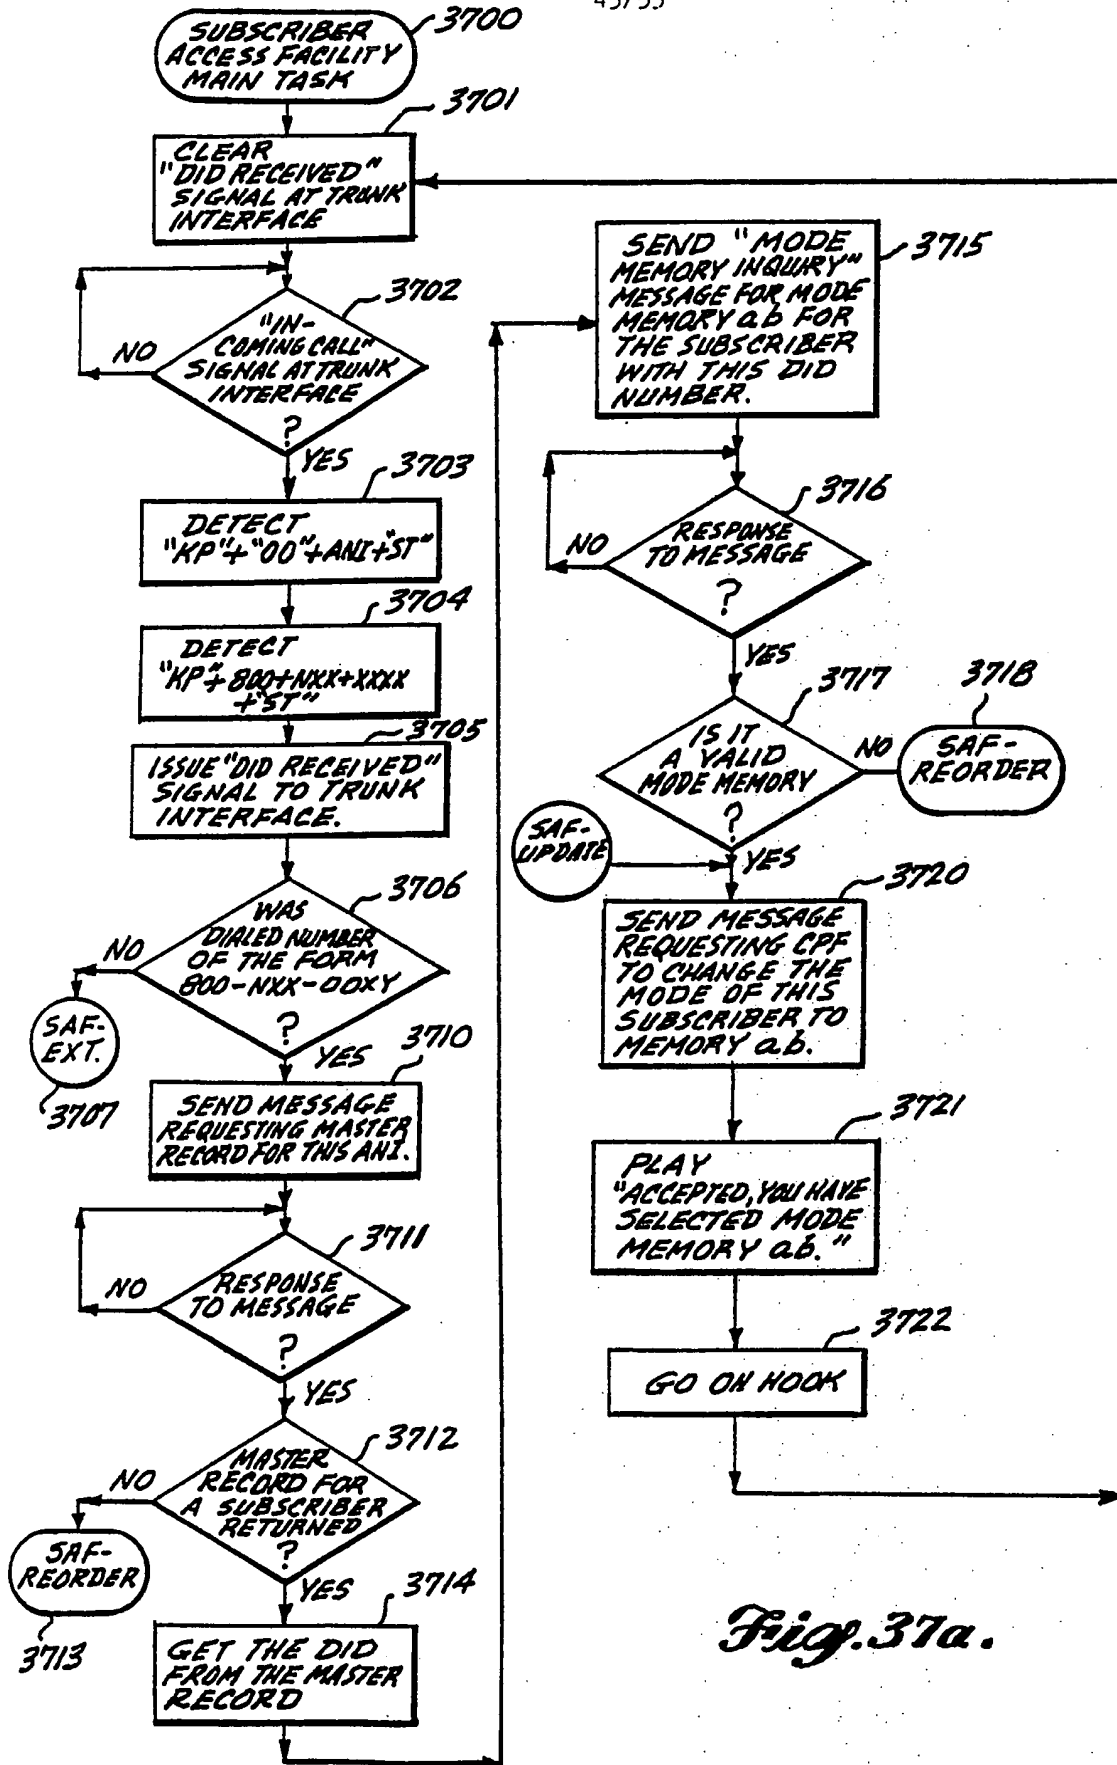 SUBSCRIBER
ACCESS FACILITY
MAIN TASK
3700
3701
CLEAR
"DID RECEIVED"
SIGNAL AT TRUNK
INTERFACE
3702
"IN-
COMING CALL"
SIGNAL AT TRUNK
INTERFACE
?
NO
YES
3703
DETECT
"KP"+"00"+ANI+"ST"
3704
DETECT
"KP"+800+NXX+XXXX
+"ST"
3705
ISSUE "DID RECEIVED"
SIGNAL TO TRUNK
INTERFACE.
3706
WAS
DIALED NUMBER
OF THE FORM
800-NXX-00XY
?
NO
SAF-
EXT.
3707
YES
3710
SEND MESSAGE
REQUESTING MASTER
RECORD FOR THIS ANI.
3711
RESPONSE
TO MESSAGE
?
NO
YES
3712
MASTER
RECORD FOR
A SUBSCRIBER
RETURNED
?
NO
SAF-
REORDER
3713
YES
3714
GET THE DID
FROM THE MASTER
RECORD
SEND "MODE
MEMORY INQUIRY"
MESSAGE FOR MODE
MEMORY ab FOR
THE SUBSCRIBER
WITH THIS DID
NUMBER.
3715
3716
RESPONSE
TO MESSAGE
?
NO
YES
3717
IS IT
A VALID
MODE MEMORY
?
NO
3718
SAF-
REORDER
SAF-
UPDATE
YES
3720
SEND MESSAGE
REQUESTING CPF
TO CHANGE THE
MODE OF THIS
SUBSCRIBER TO
MEMORY ab.
3721
PLAY
"ACCEPTED, YOU HAVE
SELECTED MODE
MEMORY ab."
3722
GO ON HOOK
Fig. 37a.